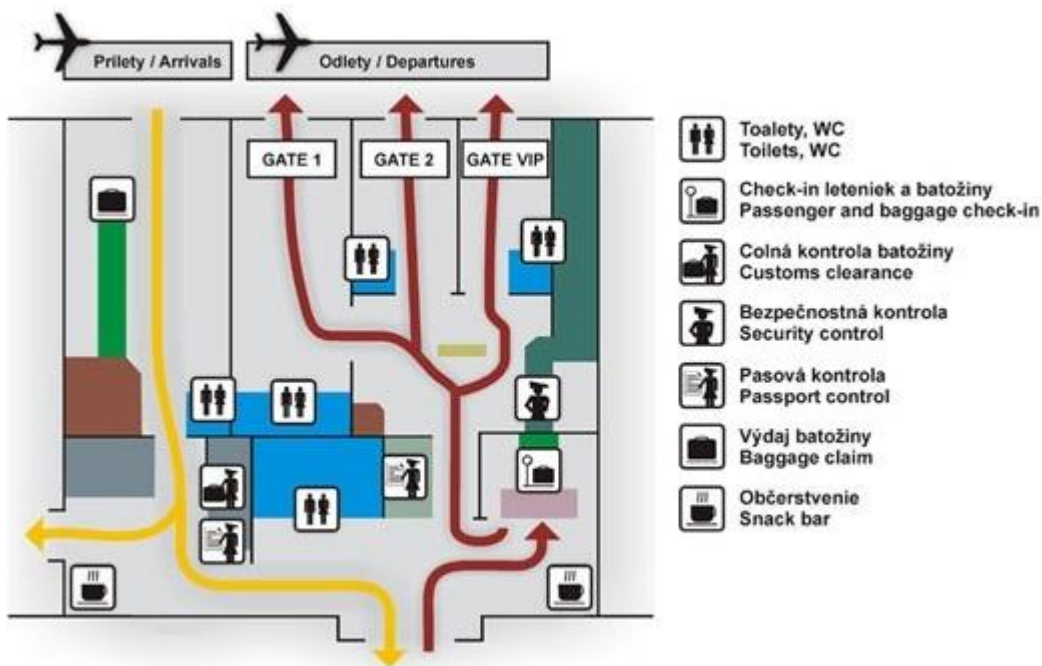 Prílety / Arrivals
Odlety / Departures
GATE 1
GATE 2
GATE VIP
Toalety, WC
Toilets, WC
Check-in leteniek a batožiny
Passenger and baggage check-in
Colná kontrola batožiny
Customs clearance
Bezpečnostná kontrola
Security control
Pasová kontrola
Passport control
Výdaj batožiny
Baggage claim
Občerstvenie
Snack bar